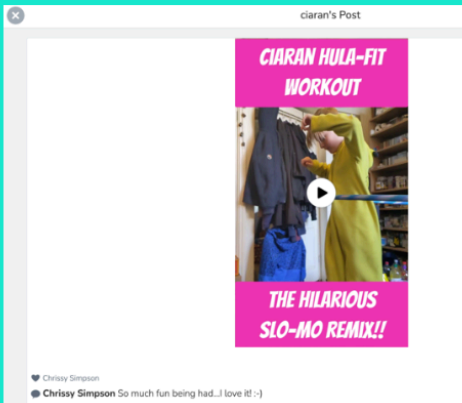 ciaran's Post
CIARAN HULA-FIT
WORKOUT
THE HILARIOUS
SLO-MO REMIX!!
Chrissy Simpson
Chrissy Simpson So much fun being had...I love it! :-)